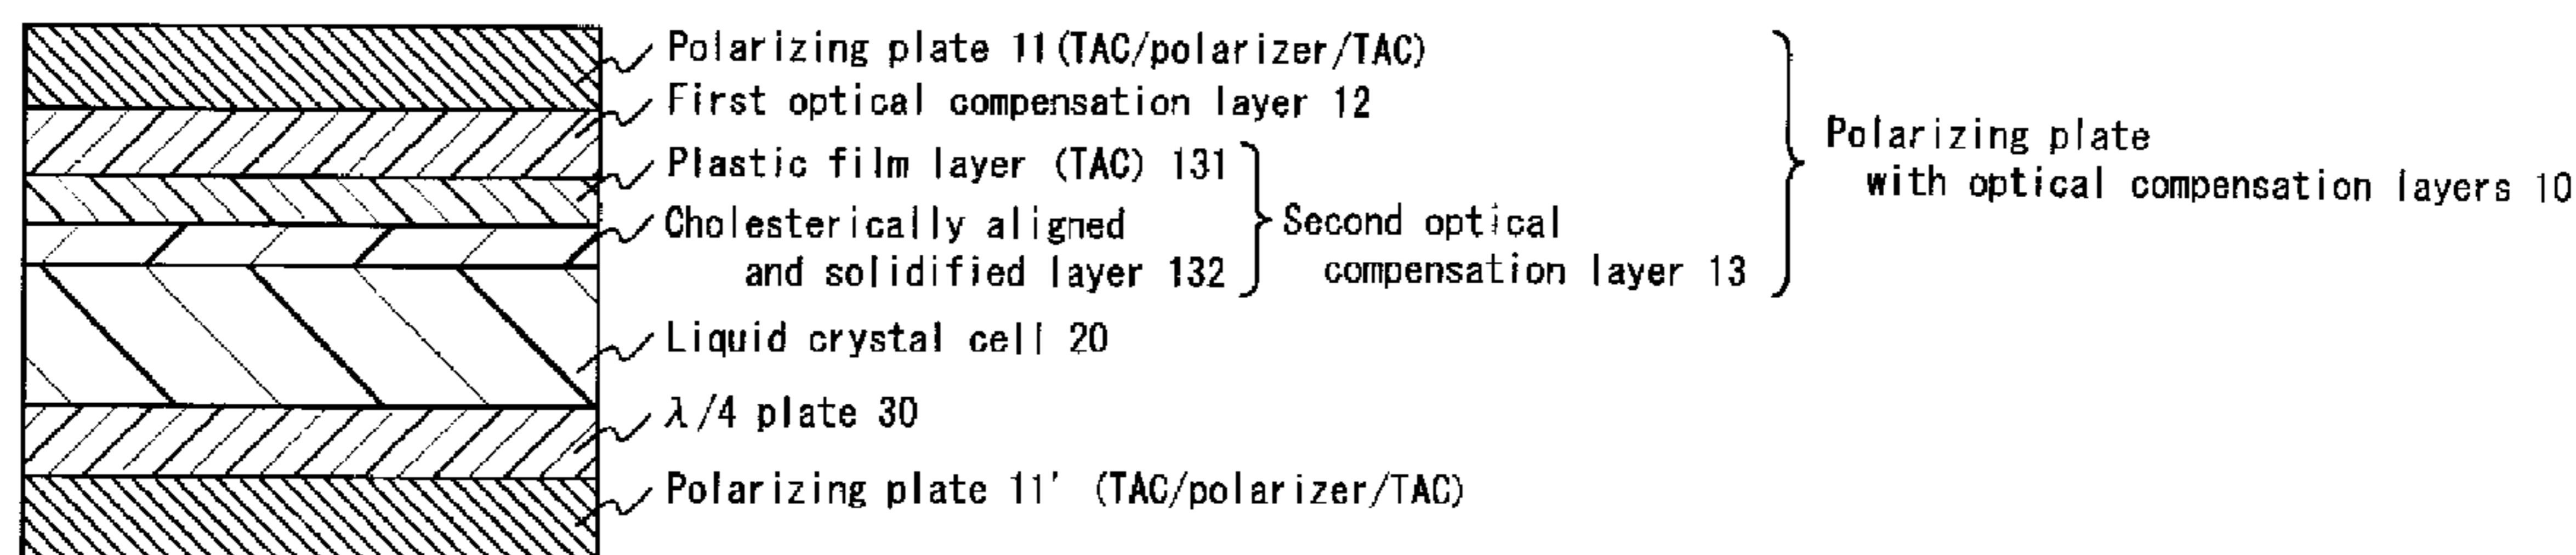 Polarizing plate 11(TAC/polarizer/TAC)
First optical compensation layer 12
Plastic film layer (TAC) 131
Cholesterically aligned
and solidified layer 132
Second optical
compensation layer 13
Polarizing plate
with optical compensation layers 10
Liquid crystal cell 20
λ/4 plate 30
Polarizing plate 11' (TAC/polarizer/TAC)